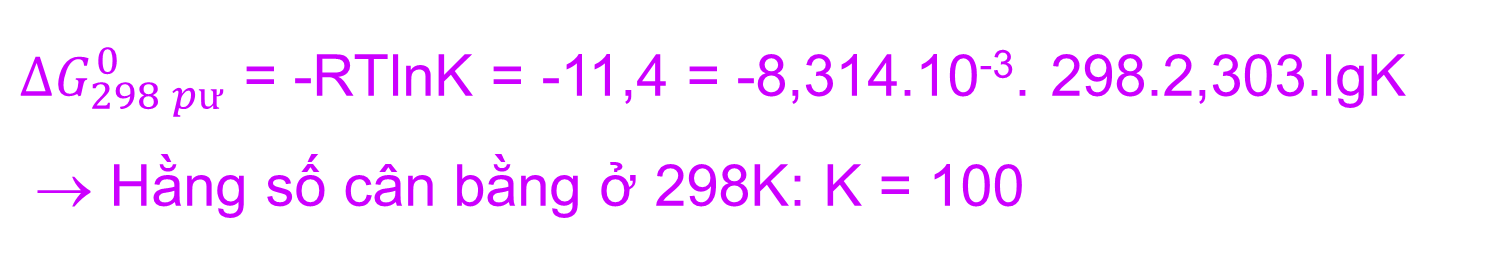 ΔG⁰₂₉₈ ₚư = -RTlnK = -11,4 = -8,314.10⁻³. 298.2,303.lgK
→ Hằng số cân bằng ở 298K: K = 100